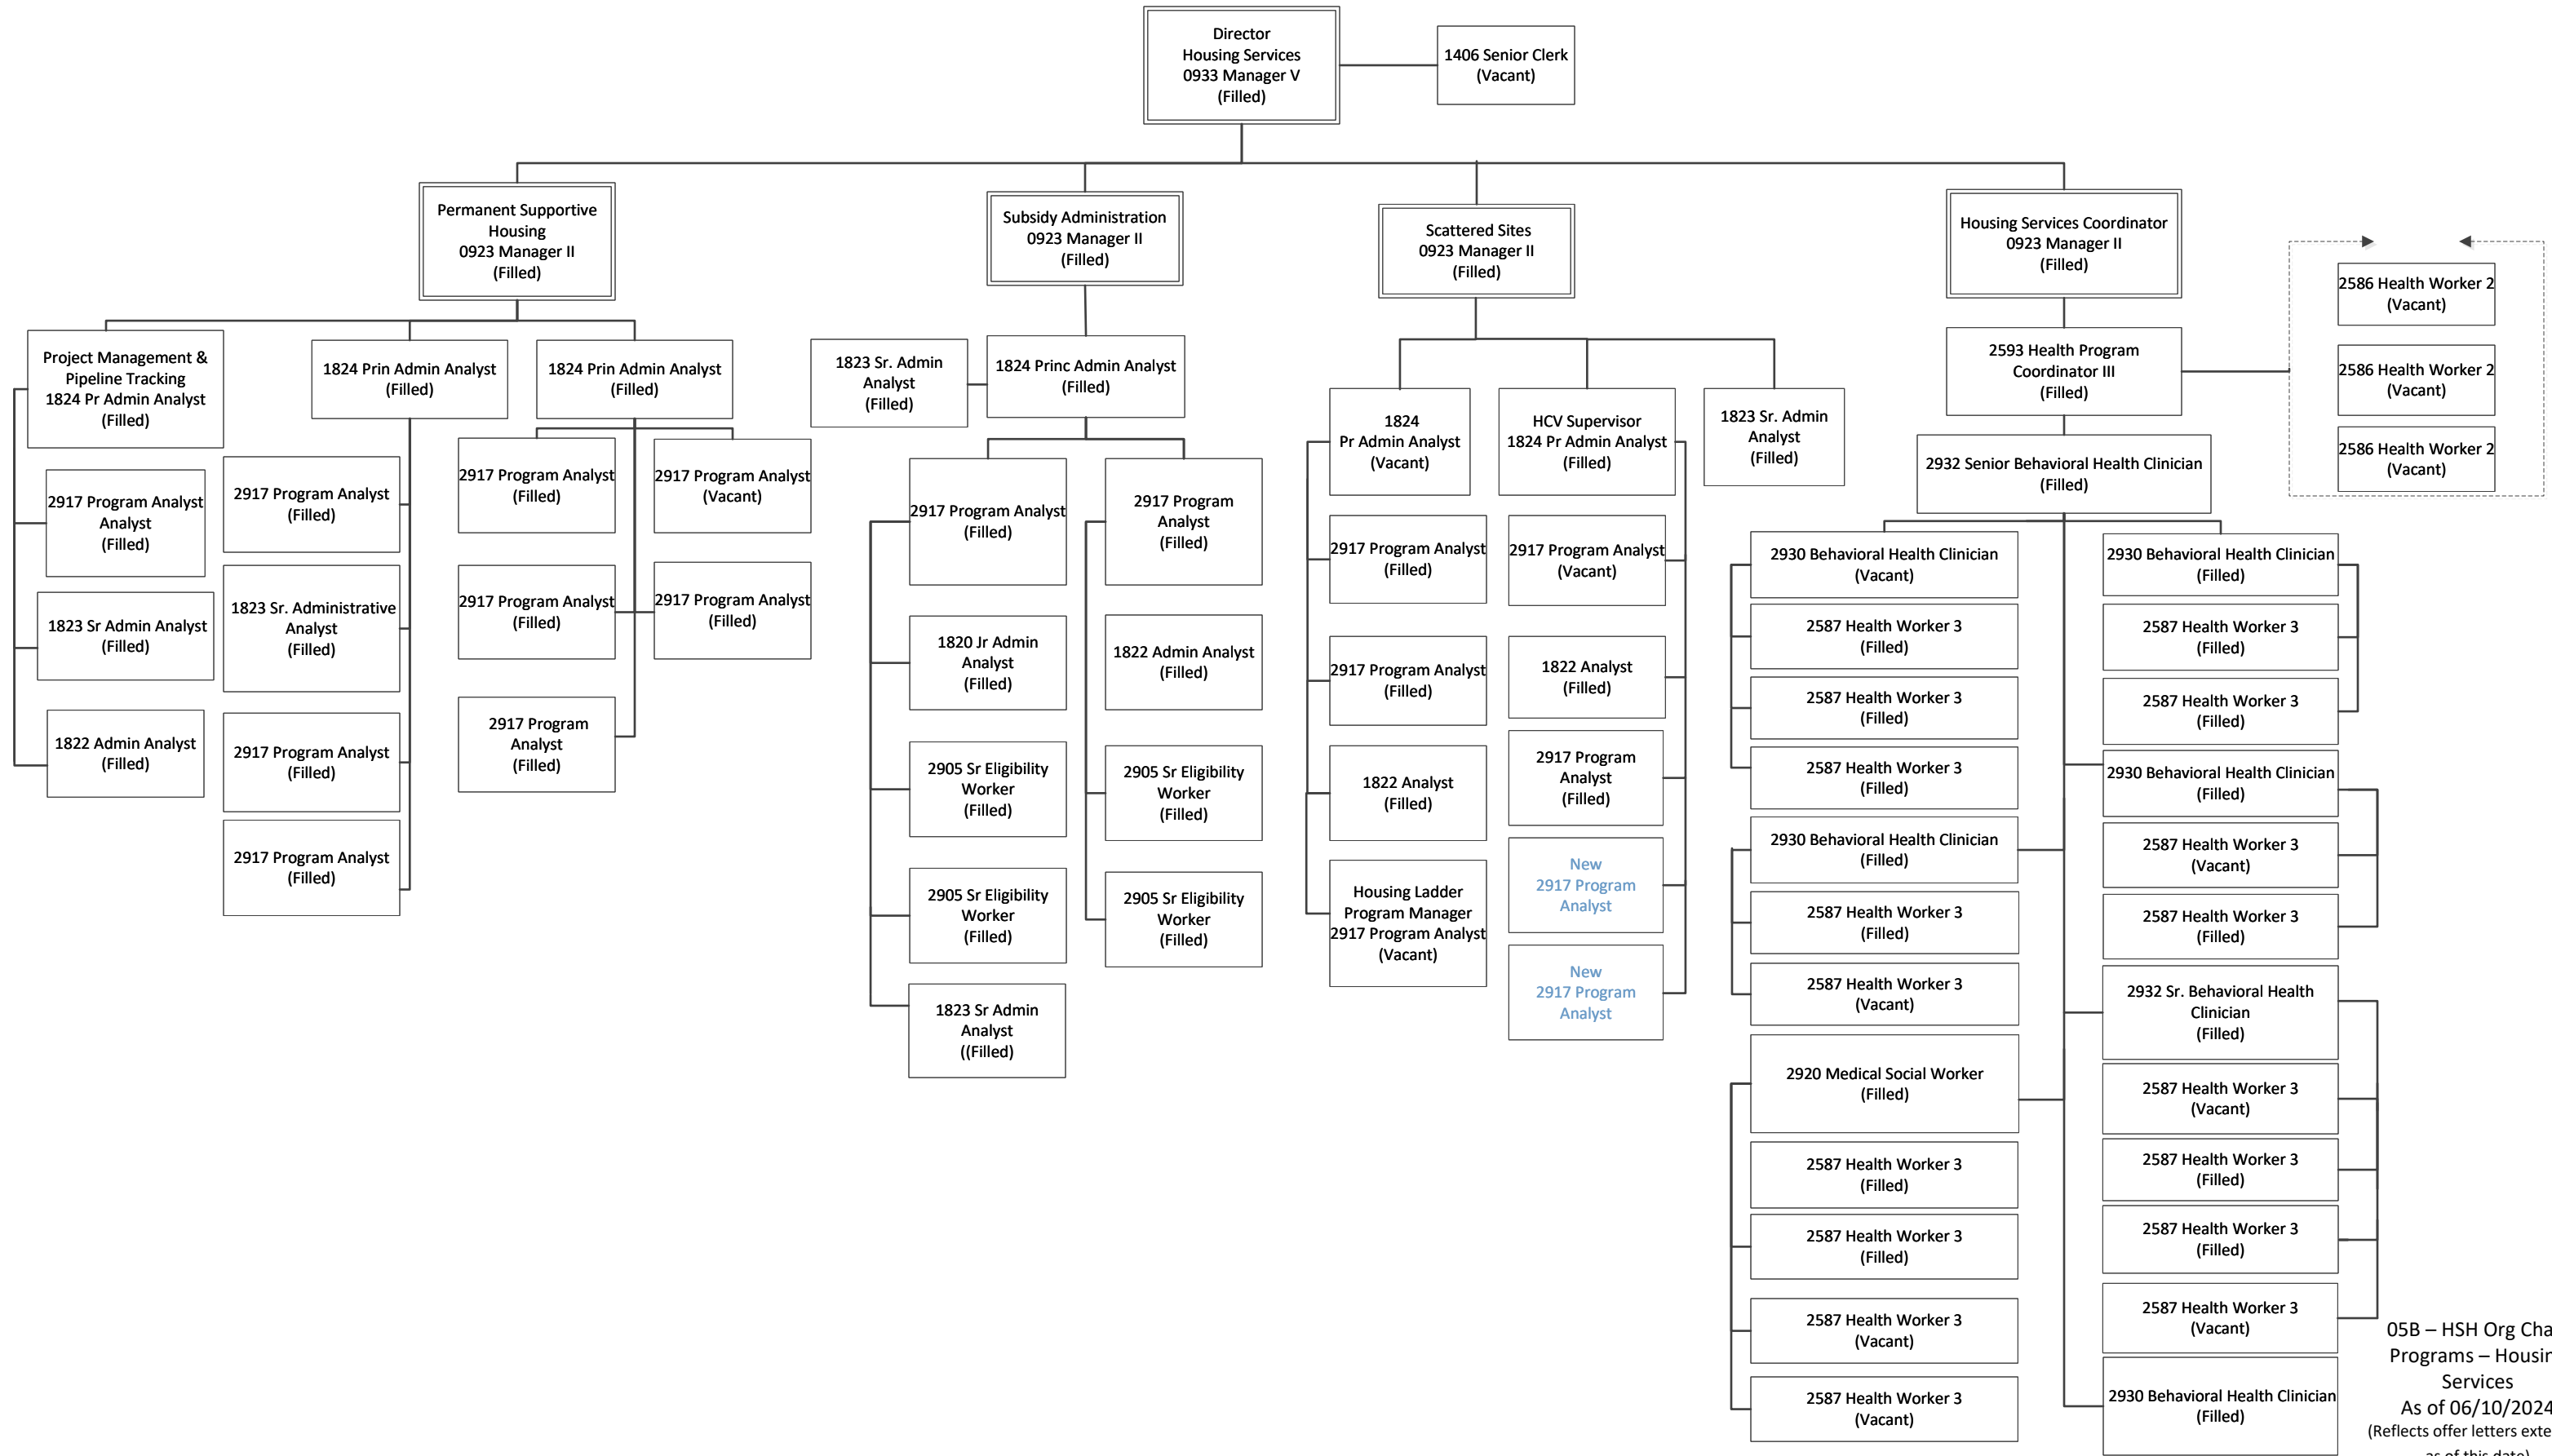 Director
Housing Services
0933 Manager V
(Filled)
1406 Senior Clerk
(Vacant)
Permanent Supportive
Housing
0923 Manager II
(Filled)
Subsidy Administration
0923 Manager II
(Filled)
Scattered Sites
0923 Manager II
(Filled)
Housing Services Coordinator
0923 Manager II
(Filled)
2586 Health Worker 2
(Vacant)
2586 Health Worker 2
(Vacant)
2586 Health Worker 2
(Vacant)
Project Management &
Pipeline Tracking
1824 Pr Admin Analyst
(Filled)
2917 Program Analyst
Analyst
(Filled)
1823 Sr Admin Analyst
(Filled)
1822 Admin Analyst
(Filled)
1824 Prin Admin Analyst
(Filled)
2917 Program Analyst
(Filled)
1823 Sr. Administrative
Analyst
(Filled)
2917 Program Analyst
(Filled)
2917 Program Analyst
(Filled)
1824 Prin Admin Analyst
(Filled)
2917 Program Analyst
(Filled)
2917 Program Analyst
(Vacant)
2917 Program Analyst
(Filled)
2917 Program Analyst
(Filled)
2917 Program
Analyst
(Filled)
1823 Sr. Admin
Analyst
(Filled)
1824 Princ Admin Analyst
(Filled)
2917 Program Analyst
(Filled)
1820 Jr Admin
Analyst
(Filled)
2905 Sr Eligibility
Worker
(Filled)
2905 Sr Eligibility
Worker
(Filled)
1823 Sr Admin
Analyst
((Filled)
2917 Program
Analyst
(Filled)
1822 Admin Analyst
(Filled)
2905 Sr Eligibility
Worker
(Filled)
2905 Sr Eligibility
Worker
(Filled)
1824
Pr Admin Analyst
(Vacant)
2917 Program Analyst
(Filled)
2917 Program Analyst
(Filled)
1822 Analyst
(Filled)
Housing Ladder
Program Manager
2917 Program Analyst
(Vacant)
HCV Supervisor
1824 Pr Admin Analyst
(Filled)
2917 Program Analyst
(Vacant)
1822 Analyst
(Filled)
2917 Program
Analyst
(Filled)
New
2917 Program
Analyst
New
2917 Program
Analyst
1823 Sr. Admin
Analyst
(Filled)
2593 Health Program
Coordinator III
(Filled)
2932 Senior Behavioral Health Clinician
(Filled)
2930 Behavioral Health Clinician
(Vacant)
2587 Health Worker 3
(Filled)
2587 Health Worker 3
(Filled)
2587 Health Worker 3
(Filled)
2930 Behavioral Health Clinician
(Filled)
2587 Health Worker 3
(Filled)
2587 Health Worker 3
(Vacant)
2920 Medical Social Worker
(Filled)
2587 Health Worker 3
(Filled)
2587 Health Worker 3
(Filled)
2587 Health Worker 3
(Vacant)
2587 Health Worker 3
(Vacant)
2930 Behavioral Health Clinician
(Filled)
2587 Health Worker 3
(Filled)
2587 Health Worker 3
(Filled)
2930 Behavioral Health Clinician
(Filled)
2587 Health Worker 3
(Vacant)
2587 Health Worker 3
(Filled)
2932 Sr. Behavioral Health
Clinician
(Filled)
2587 Health Worker 3
(Vacant)
2587 Health Worker 3
(Filled)
2587 Health Worker 3
(Filled)
2587 Health Worker 3
(Vacant)
2930 Behavioral Health Clinician
(Filled)
05B – HSH Org Cha
Programs – Housin
Services
As of 06/10/2024
(Reflects offer letters exte
as of this date)